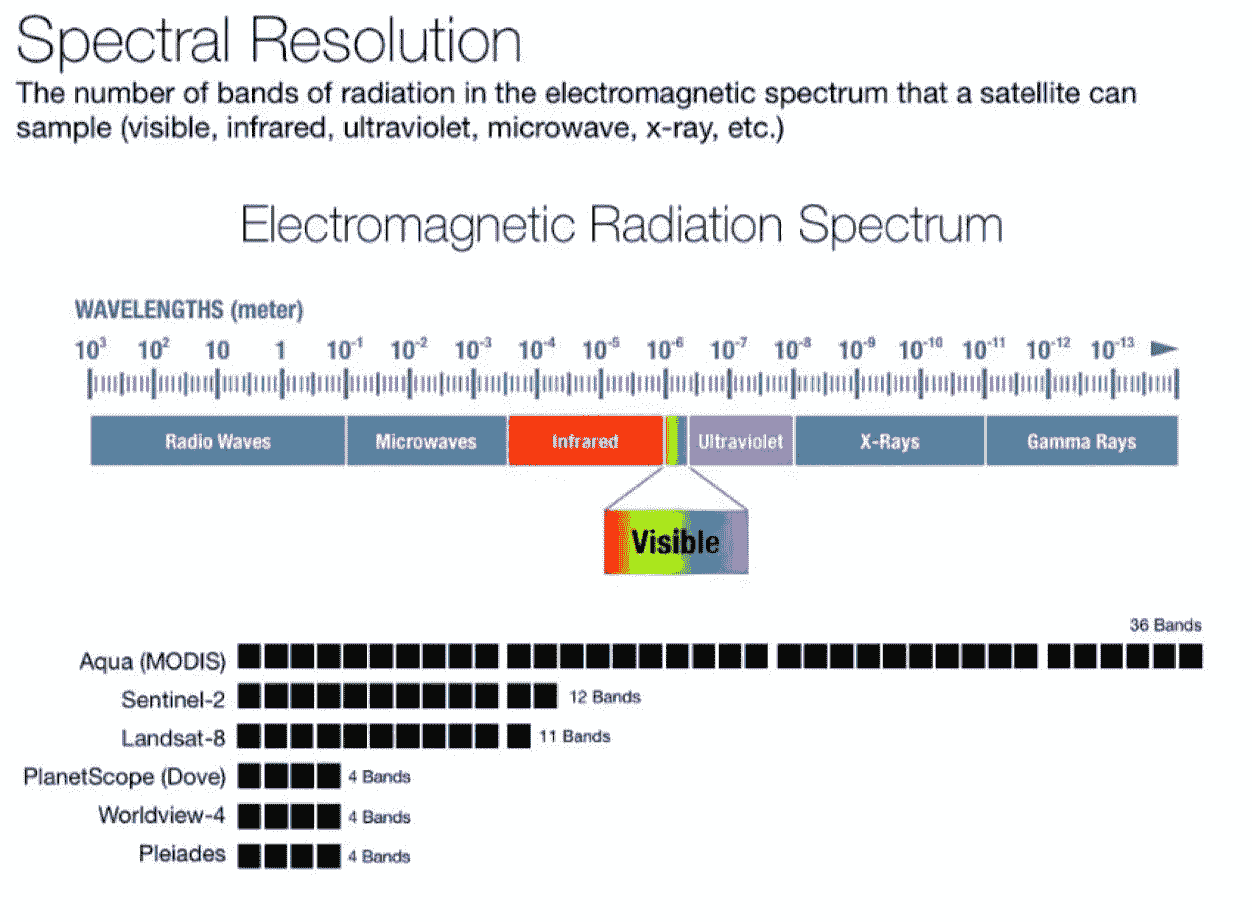 Spectral Resolution
The number of bands of radiation in the electromagnetic spectrum that a satellite can
sample (visible, infrared, ultraviolet, microwave, x-ray, etc.)
Electromagnetic Radiation Spectrum
WAVELENGTHS (meter)
10³ 10² 10 1 10⁻¹ 10⁻² 10⁻³ 10⁻⁴ 10⁻⁵ 10⁻⁶ 10⁻⁷ 10⁻⁸ 10⁻⁹ 10⁻¹⁰ 10⁻¹¹ 10⁻¹² 10⁻¹³
Radio Waves Microwaves Infrared Ultraviolet X-Rays Gamma Rays
Visible
36 Bands
Aqua (MODIS)
Sentinel-2 12 Bands
Landsat-8 11 Bands
PlanetScope (Dove) 4 Bands
Worldview-4 4 Bands
Pleiades 4 Bands